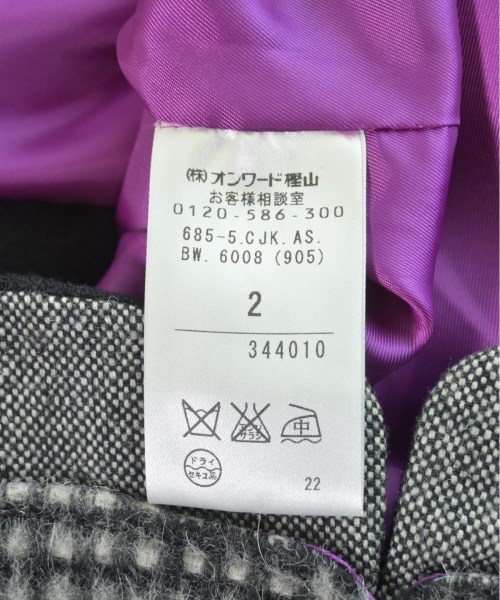 (株)オンワード樫山
お客様相談室
0120-586-300
685-5.CJK.AS.
BW. 6008 (905)
2
344010
エンソ
サラシ
中
ドライ
セキユ系
22